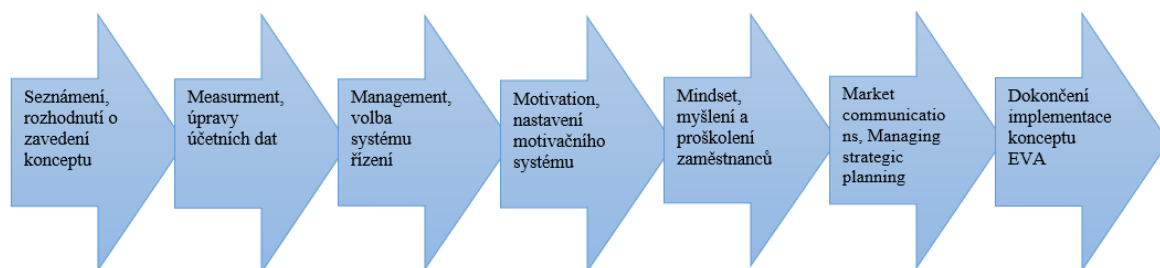 Seznámení,
rozhodnutí o
zavedení
konceptu
Measurment,
úpravy
účetních dat
Management,
volba
systému
řízení
Motivation,
nastavení
motivačního
systému
Mindset,
myšlení a
proškolení
zaměstnanců
Market
communicatio
ns, Managing
strategic
planning
Dokončení
implementace
konceptu
EVA